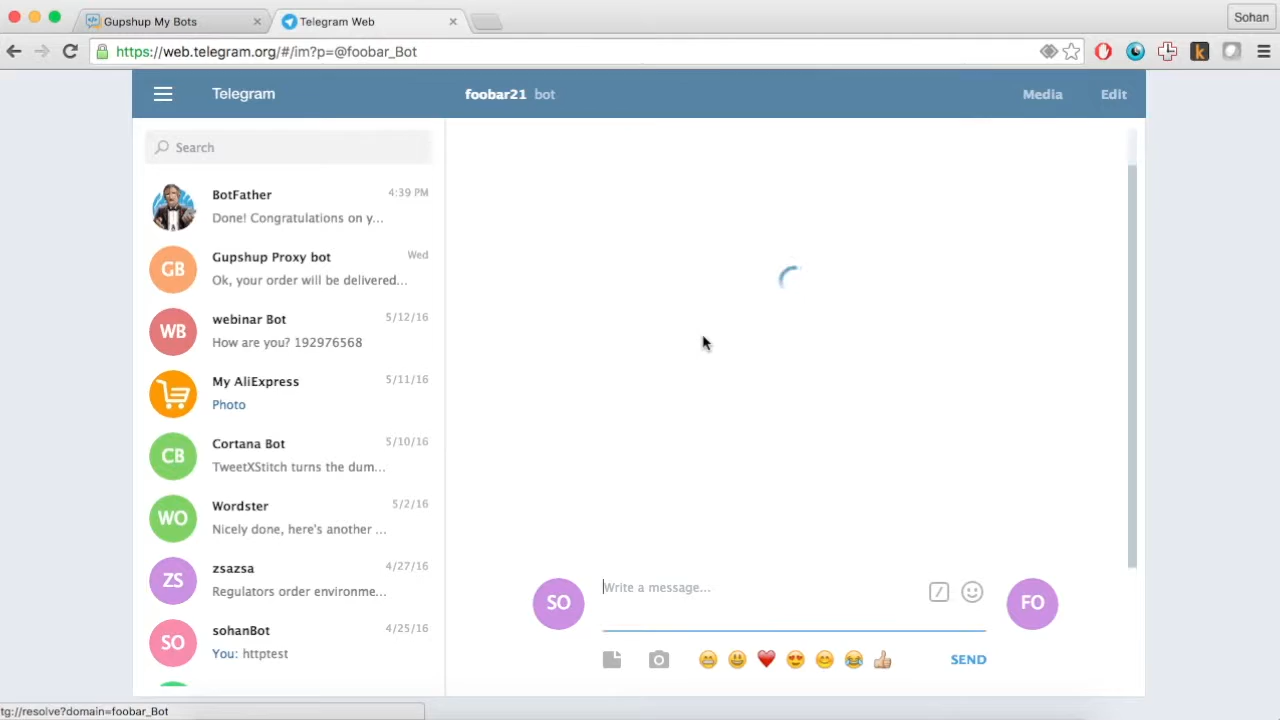 Gupshup My Bots
Telegram Web
Sohan
https://web.telegram.org/#/im?p=@foobar_Bot
Telegram
foobar21 bot
Media
Edit
Search
BotFather
4:39 PM
Done! Congratulations on y...
GB
Gupshup Proxy bot
Wed
Ok, your order will be delivered...
WB
webinar Bot
5/12/16
How are you? 192976568
My AliExpress
5/11/16
Photo
CB
Cortana Bot
5/10/16
TweetXStitch turns the dum...
WO
Wordster
5/2/16
Nicely done, here's another ...
ZS
zsazsa
4/27/16
Regulators order environme...
SO
sohanBot
4/25/16
You: httptest
SO
Write a message...
FO
SEND
tg://resolve?domain=foobar_Bot